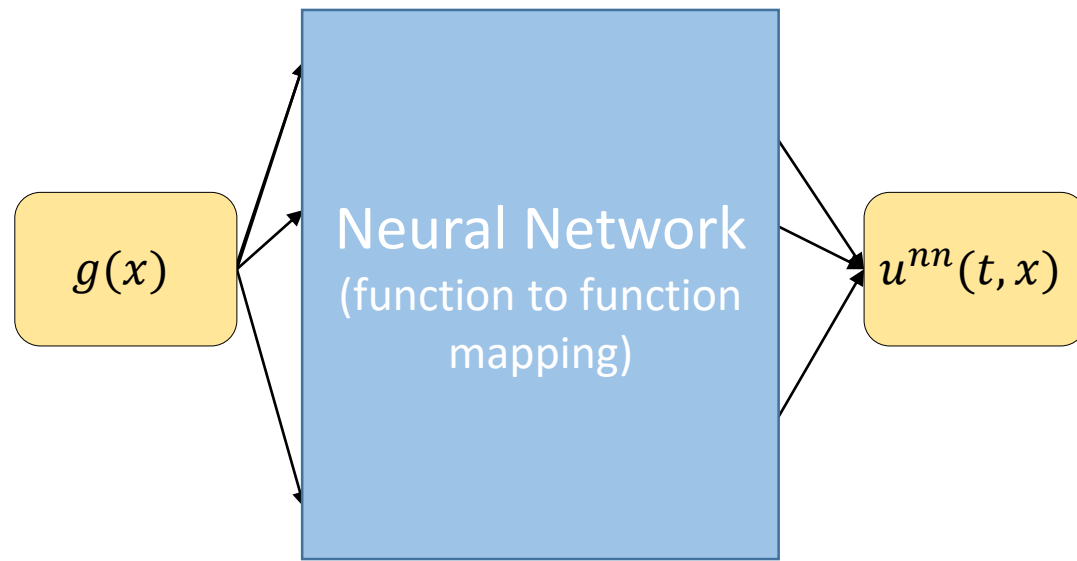 g(x)
Neural Network
(function to function
mapping)
u^{nn}(t, x)